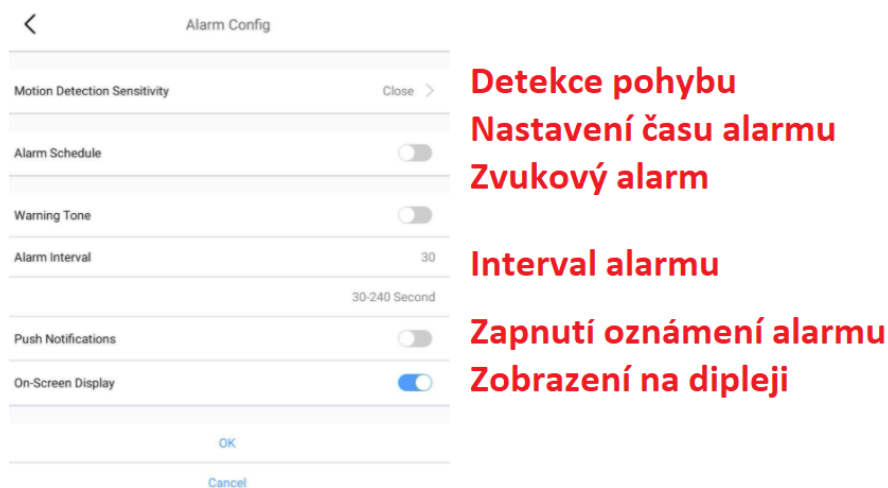 Alarm Config
Motion Detection Sensitivity Close
Detekce pohybu
Nastavení času alarmu
Alarm Schedule
Zvukový alarm
Warning Tone
Alarm Interval 30
Interval alarmu
30-240 Second
Push Notifications
Zapnutí oznámení alarmu
On-Screen Display
Zobrazení na dipleji
OK
Cancel